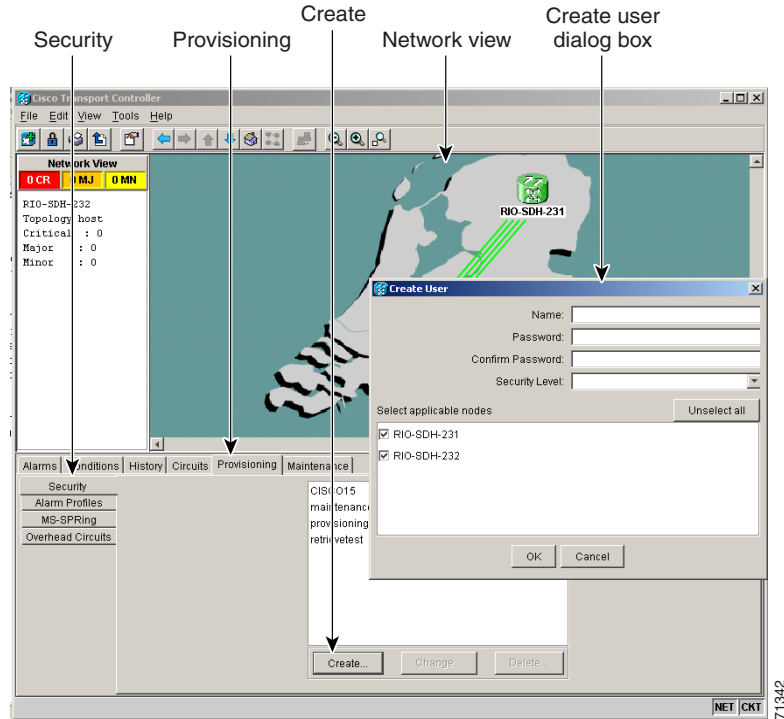 Create
Create user
dialog box
Security
Provisioning
Network view
Cisco Transport Controller
File Edit View Tools Help
Network View
0 CR 0 MJ 0 MN
RIO-SDH-232
Topology host
Critical : 0
Major : 0
Minor : 0
RIO-SDH-231
Create User
Name:
Password:
Confirm Password:
Security Level:
Select applicable nodes
Unselect all
RIO-SDH-231
RIO-SDH-232
OK Cancel
Alarms Conditions History Circuits Provisioning Maintenance
Security
Alarm Profiles
MS-SPRing
Overhead Circuits
CISCO15
maintenance
provisioning
retrievetest
Create... Change... Delete...
NET CKT
71342